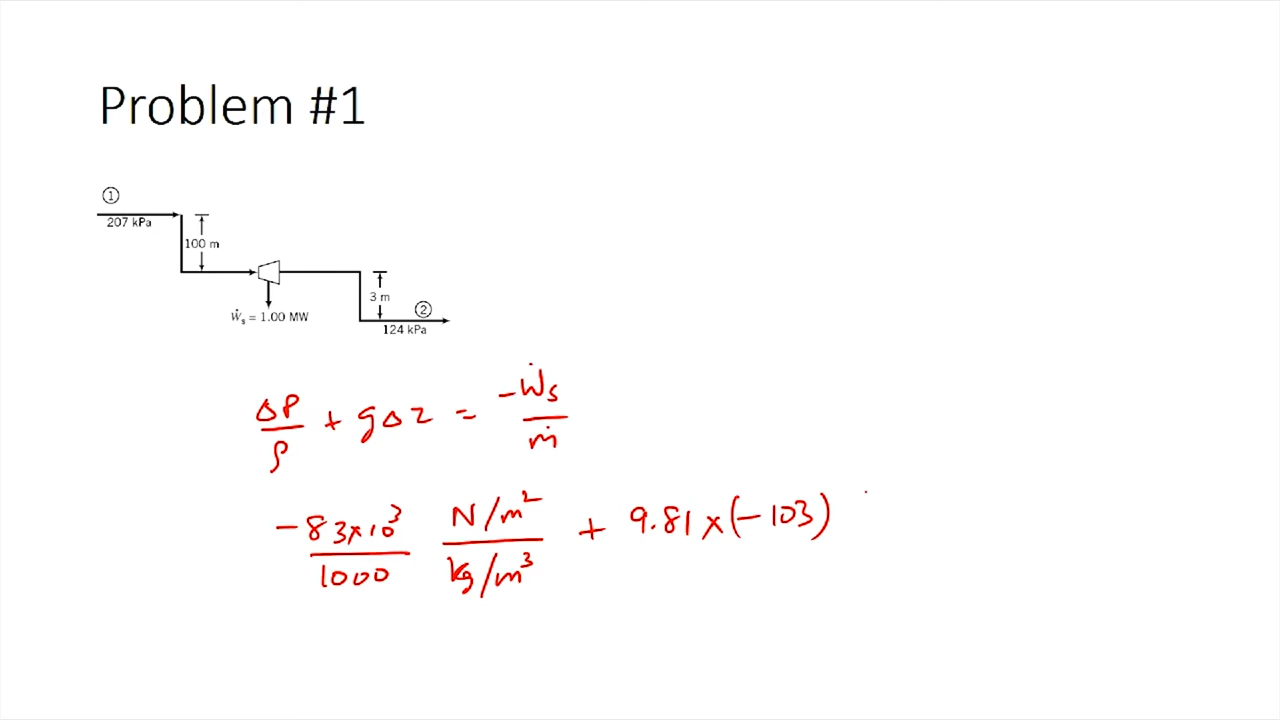 Problem #1
①
207 kPa
100 m
Ẇs = 1.00 MW
3 m
②
124 kPa
ΔP/ρ + gΔz = -Ẇs/ṁ
-83×10³/1000 N/m²/kg/m³ + 9.81×(-103)